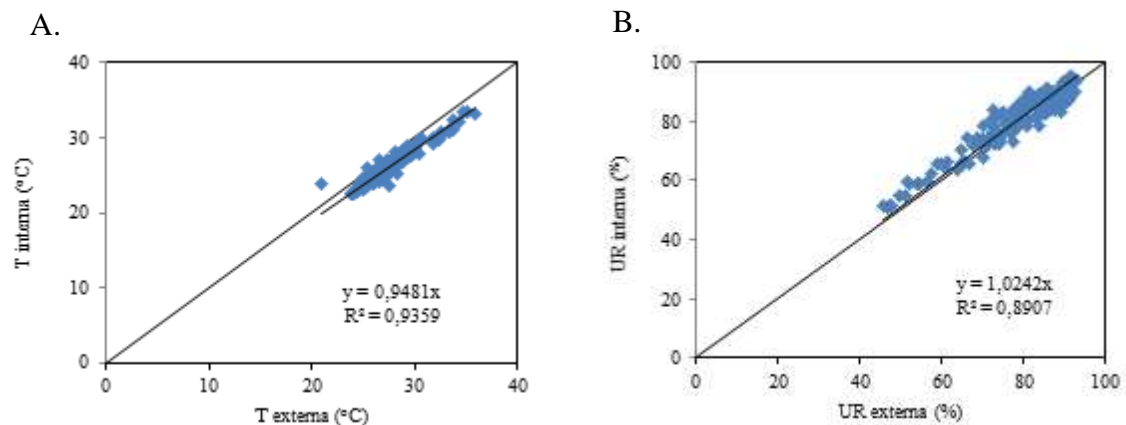 A.
40
30
20
10
0
0 10 20 30 40
T interna (°C)
T externa (°C)
y = 0,9481x
R² = 0,9359
B.
100
80
60
40
20
0
0 20 40 60 80 100
UR interna (%)
UR externa (%)
y = 1,0242x
R² = 0,8907